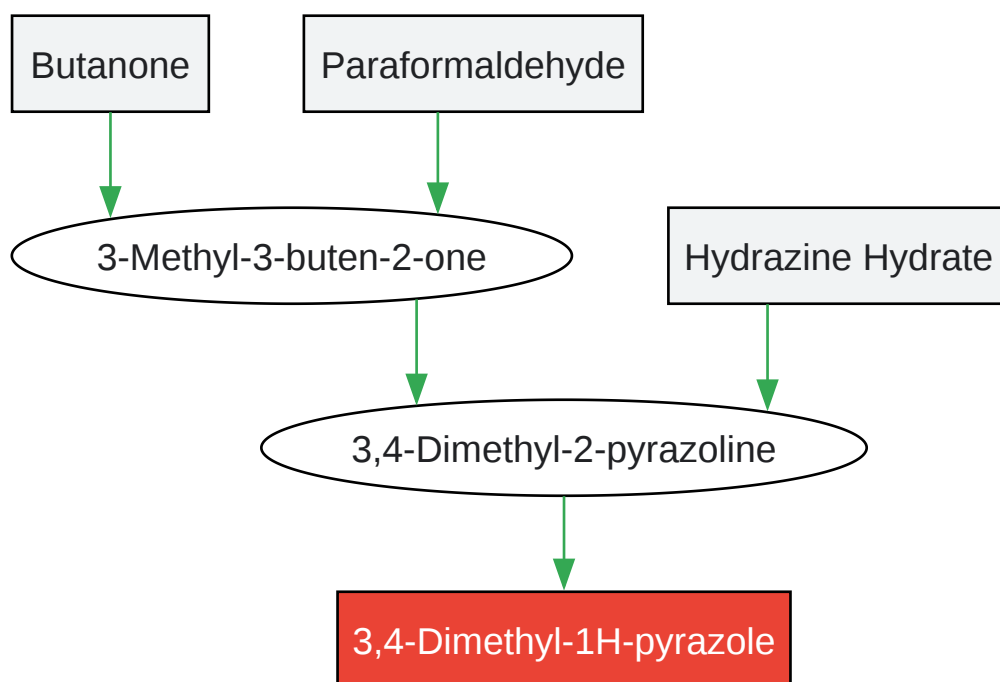 Butanone
Paraformaldehyde
3-Methyl-3-buten-2-one
Hydrazine Hydrate
3,4-Dimethyl-2-pyrazoline
3,4-Dimethyl-1H-pyrazole